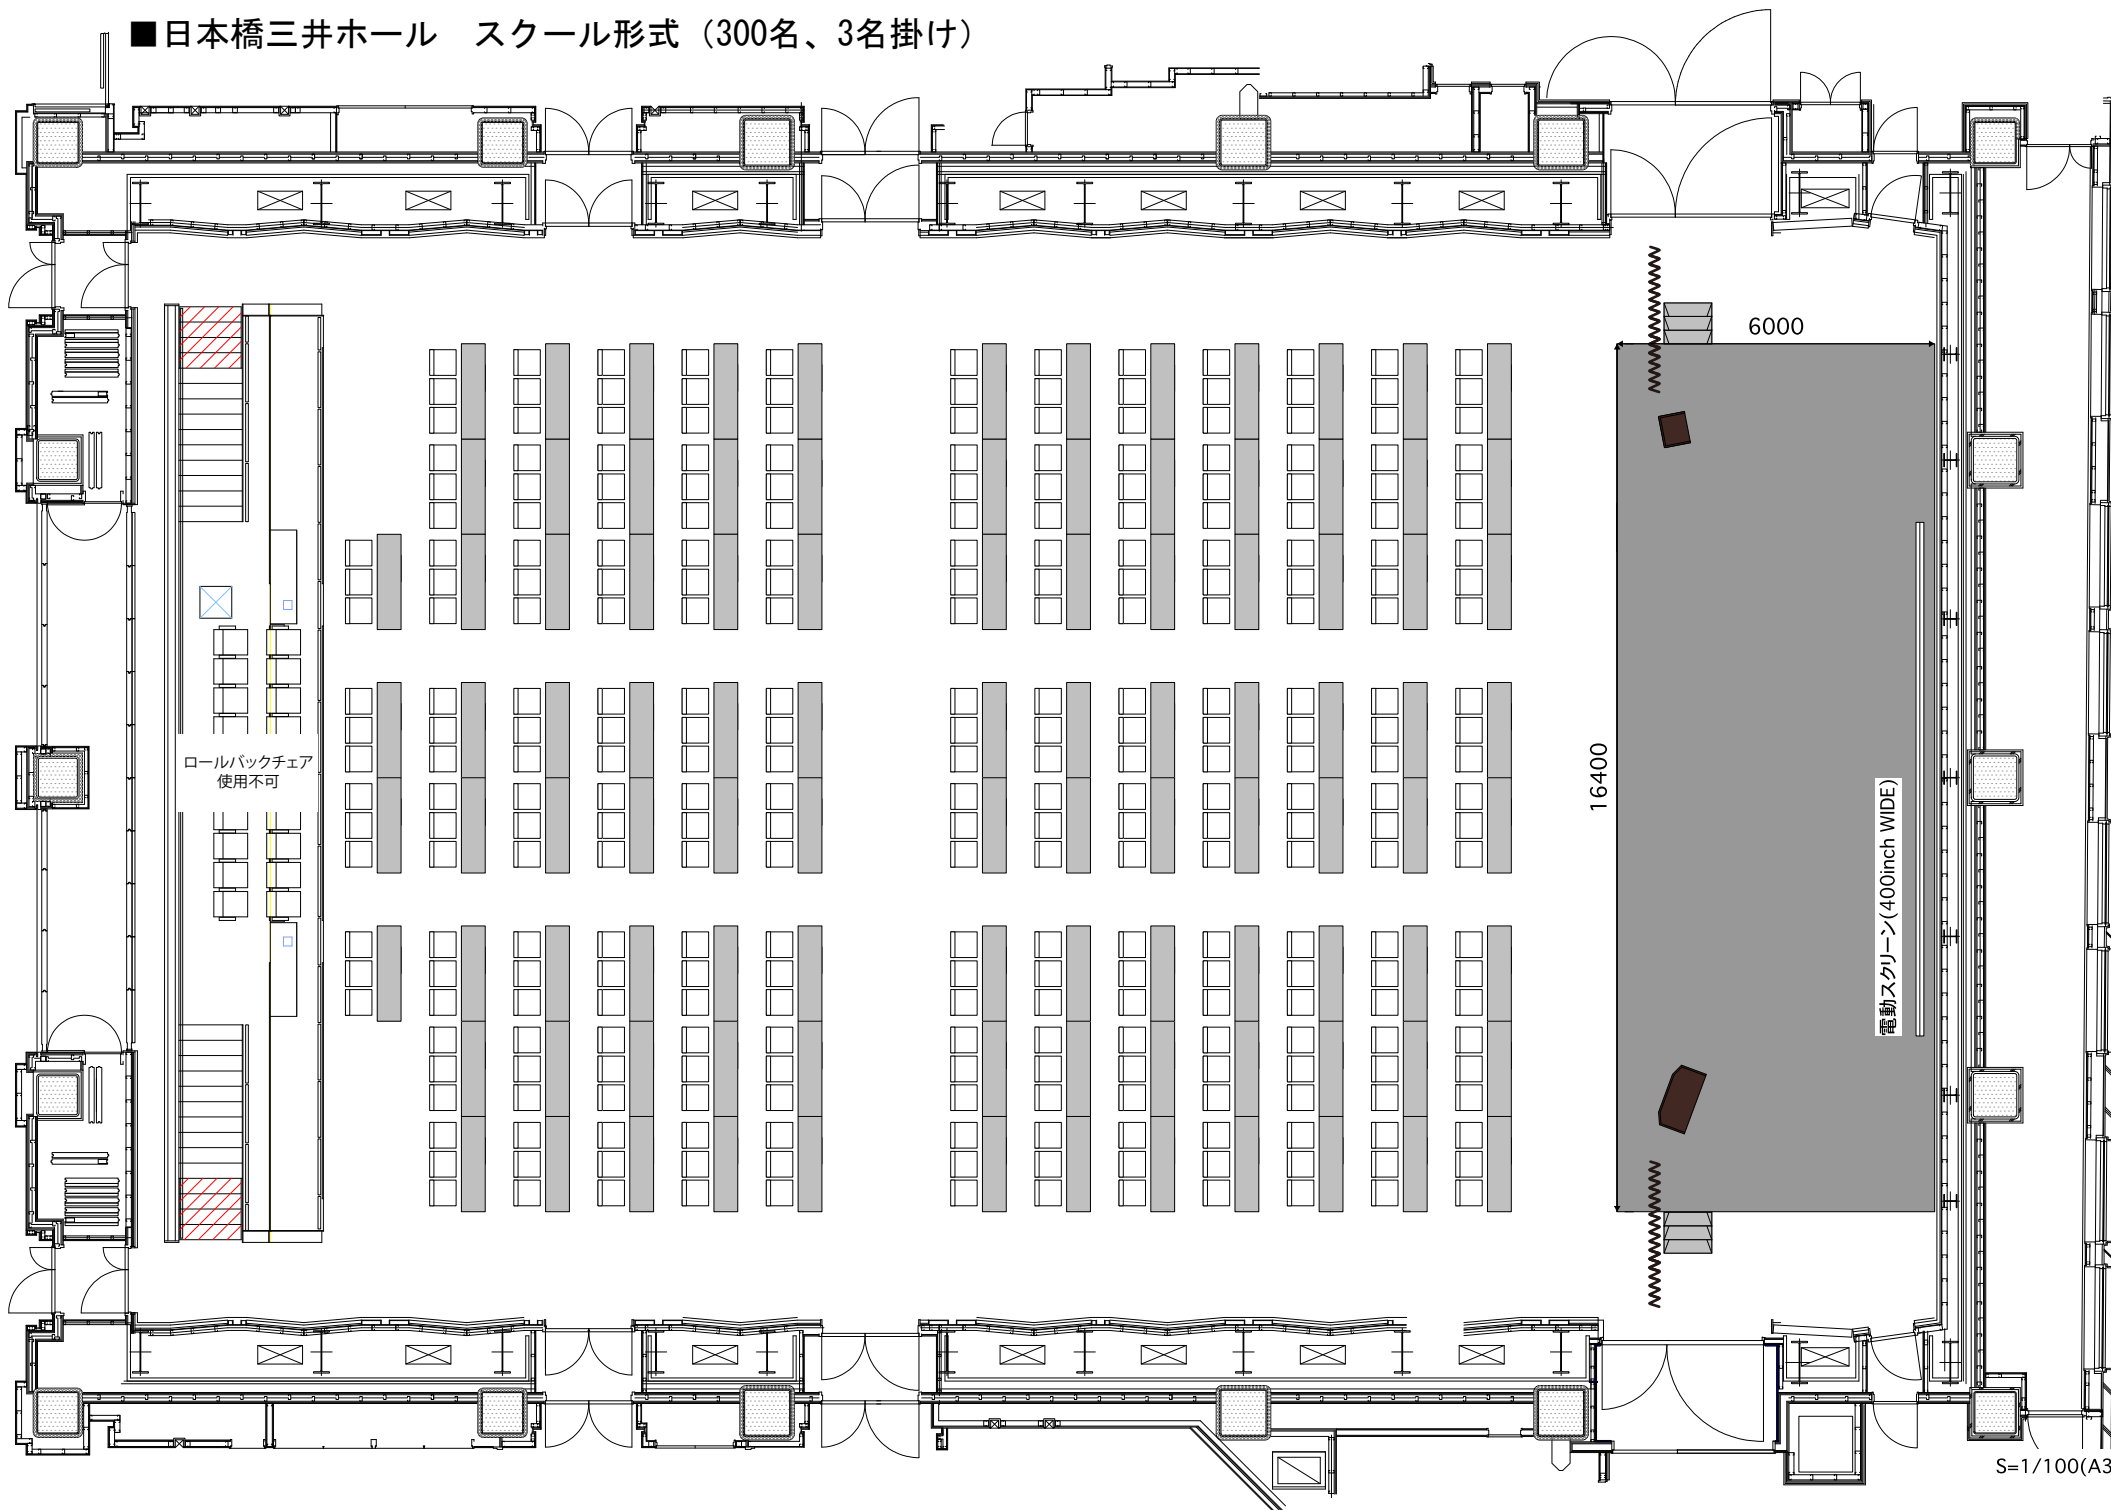 ■日本橋三井ホール　スクール形式（300名、3名掛け）
6000
ロールバックチェア
使用不可
16400
電動スクリーン(400inch WIDE)
S=1/100(A3